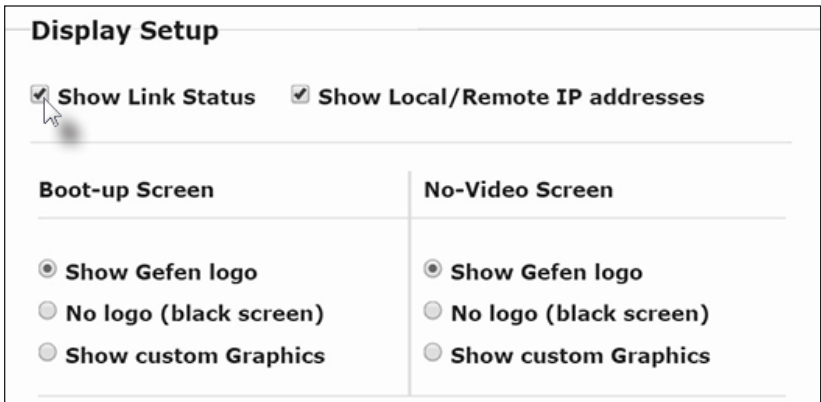 Display Setup
Show Link Status Show Local/Remote IP addresses
Boot-up Screen No-Video Screen
Show Gefen logo Show Gefen logo
No logo (black screen) No logo (black screen)
Show custom Graphics Show custom Graphics